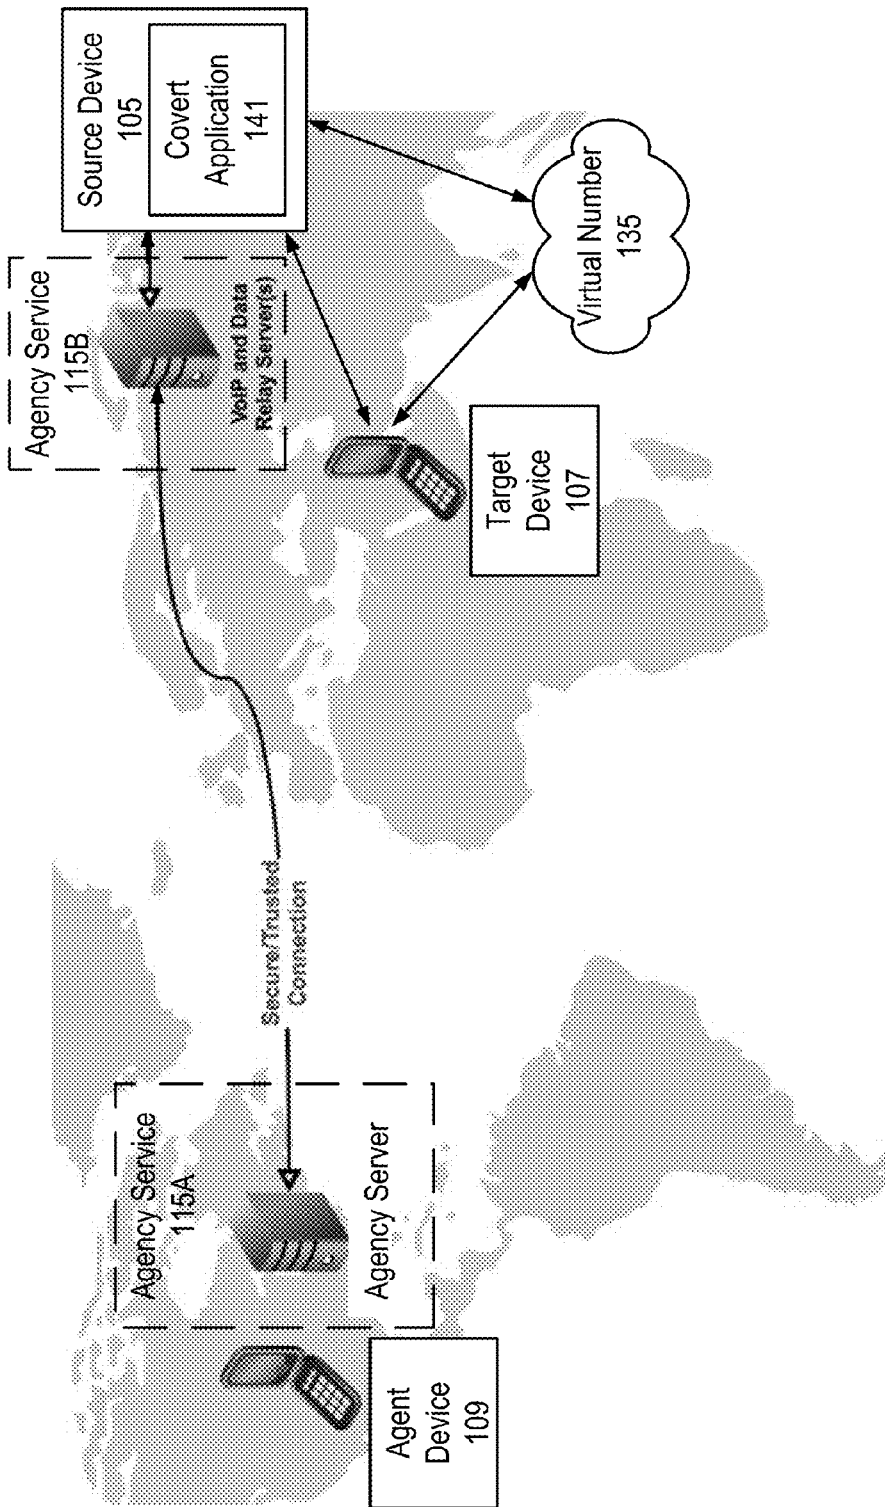 Agent
Device
109
Agency Service
115A
Agency Server
Secure/Trusted
Connection
Agency Service
115B
VoIP and Data
Relay Server(s)
Source Device
105
Covert
Application
141
Target
Device
107
Virtual Number
135